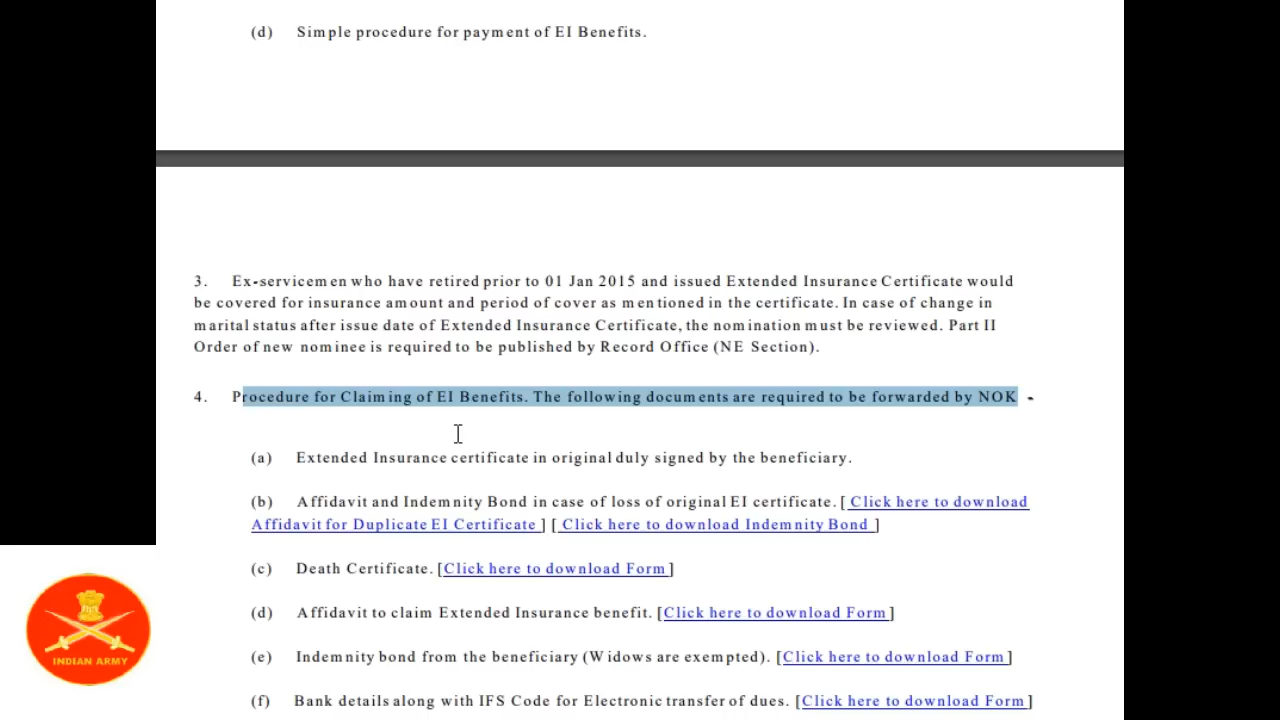 (d) Simple procedure for payment of EI Benefits.
3. Ex-servicemen who have retired prior to 01 Jan 2015 and issued Extended Insurance Certificate would
be covered for insurance amount and period of cover as mentioned in the certificate. In case of change in
marital status after issue date of Extended Insurance Certificate, the nomination must be reviewed. Part II
Order of new nominee is required to be published by Record Office (NE Section).
4. Procedure for Claiming of EI Benefits. The following documents are required to be forwarded by NOK -
(a) Extended Insurance certificate in original duly signed by the beneficiary.
(b) Affidavit and Indemnity Bond in case of loss of original EI certificate. [ Click here to download
Affidavit for Duplicate EI Certificate ] [ Click here to download Indemnity Bond ]
(c) Death Certificate. [Click here to download Form ]
(d) Affidavit to claim Extended Insurance benefit. [Click here to download Form ]
(e) Indemnity bond from the beneficiary (Widows are exempted). [Click here to download Form ]
(f) Bank details along with IFS Code for Electronic transfer of dues. [Click here to download Form ]
INDIAN ARMY